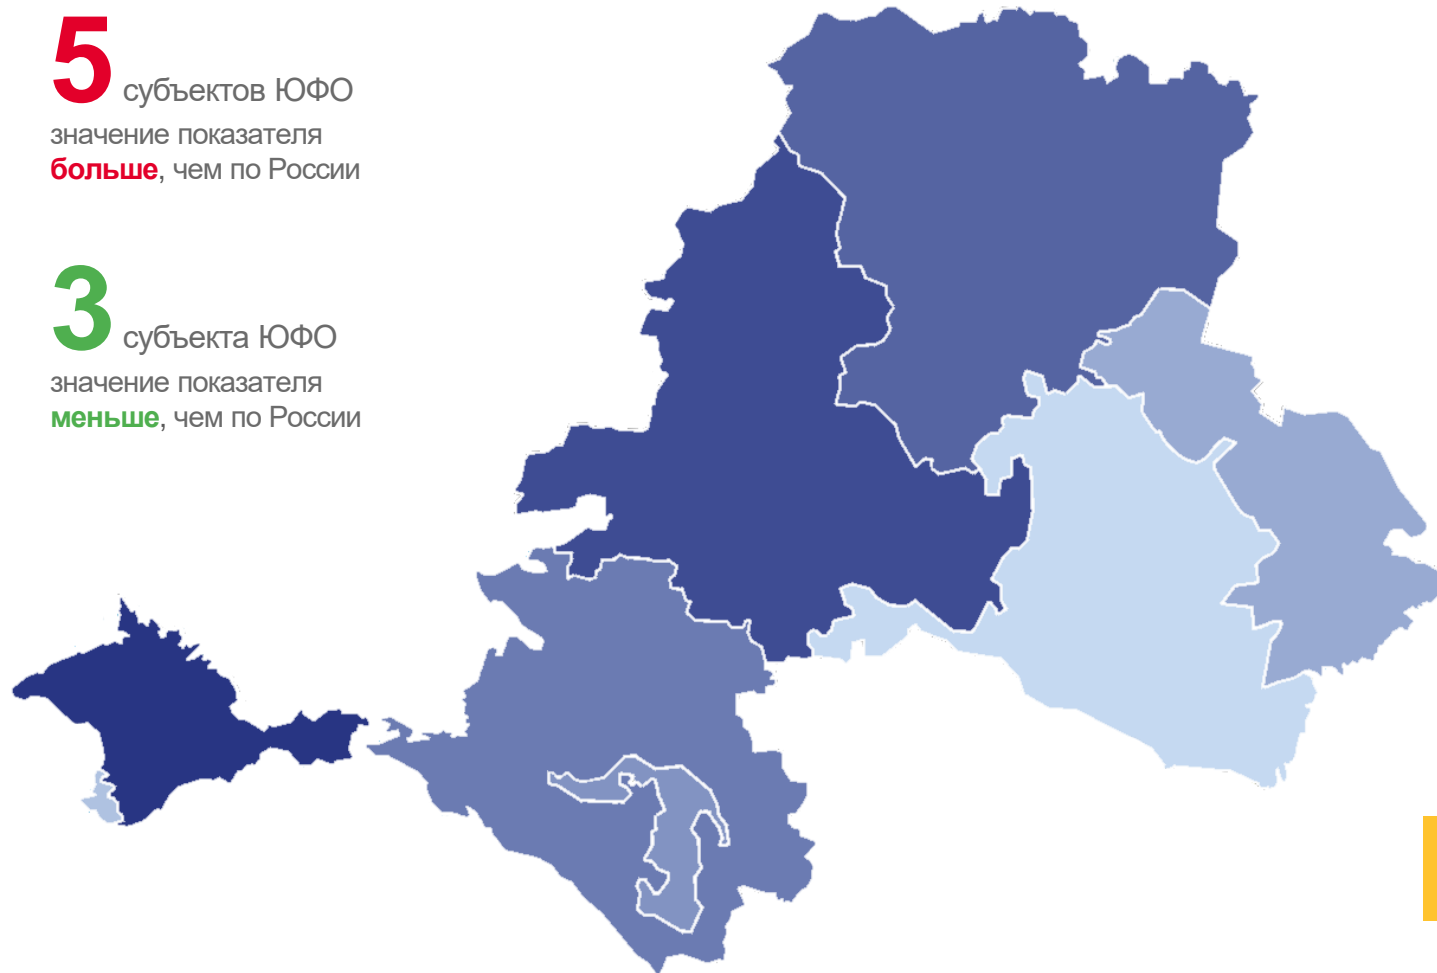 5 субъектов ЮФО
значение показателя
больше, чем по России
3 субъекта ЮФО
значение показателя
меньше, чем по России